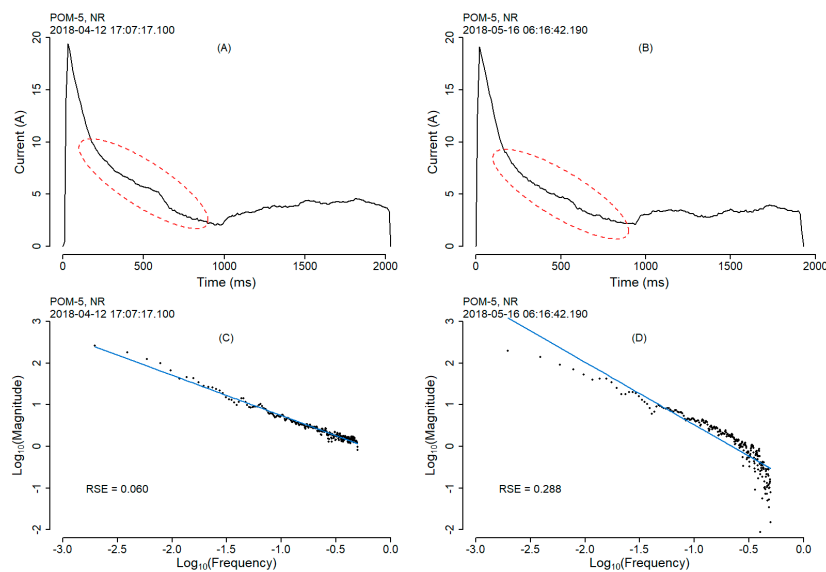 POM-5, NR
2018-04-12 17:07:17.100
(A)
Current (A)
20
15
10
5
0
0
500
1000
1500
2000
Time (ms)
POM-5, NR
2018-05-16 06:16:42.190
(B)
Current (A)
20
15
10
5
0
0
500
1000
1500
2000
Time (ms)
POM-5, NR
2018-04-12 17:07:17.100
(C)
Log10(Magnitude)
3
2
1
0
-1
-2
RSE = 0.060
-3.0
-2.5
-2.0
-1.5
-1.0
-0.5
0.0
Log10(Frequency)
POM-5, NR
2018-05-16 06:16:42.190
(D)
Log10(Magnitude)
3
2
1
0
-1
-2
RSE = 0.288
-3.0
-2.5
-2.0
-1.5
-1.0
-0.5
0.0
Log10(Frequency)